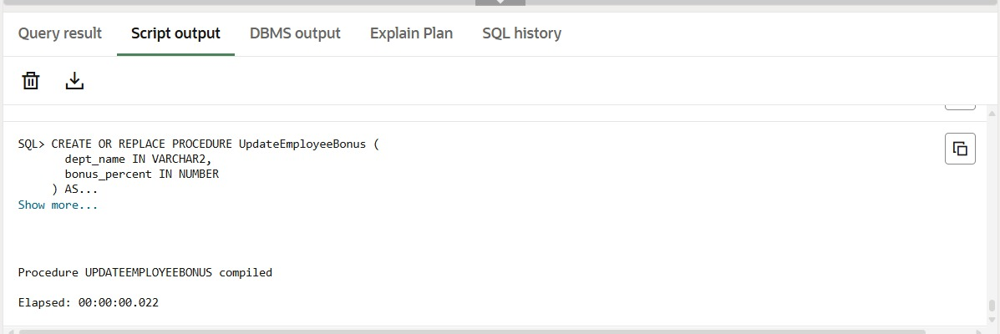 Query result Script output DBMS output Explain Plan SQL history
SQL> CREATE OR REPLACE PROCEDURE UpdateEmployeeBonus (
dept_name IN VARCHAR2,
bonus_percent IN NUMBER
) AS...
Show more...
Procedure UPDATEEMPLOYEEBONUS compiled
Elapsed: 00:00:00.022